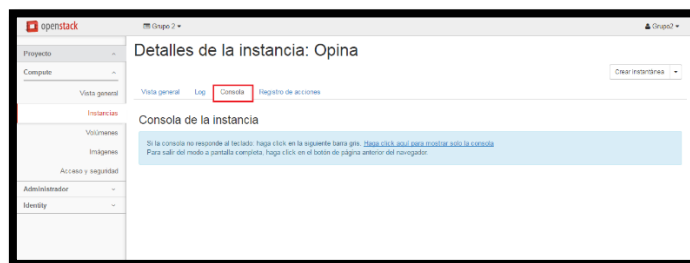 openstack
Grupo 2
Grupo2
Proyecto
Compute
Vista general
Instancias
Volúmenes
Imágenes
Acceso y seguridad
Administrador
Identity
Detalles de la instancia: Opina
Crear instantánea
Vista general Log Consola Registro de acciones
Consola de la instancia
Si la consola no responde al teclado: haga click en la siguiente barra gris. Haga click aquí para mostrar solo la consola
Para salir del modo a pantalla completa, haga click en el botón de página anterior del navegador.